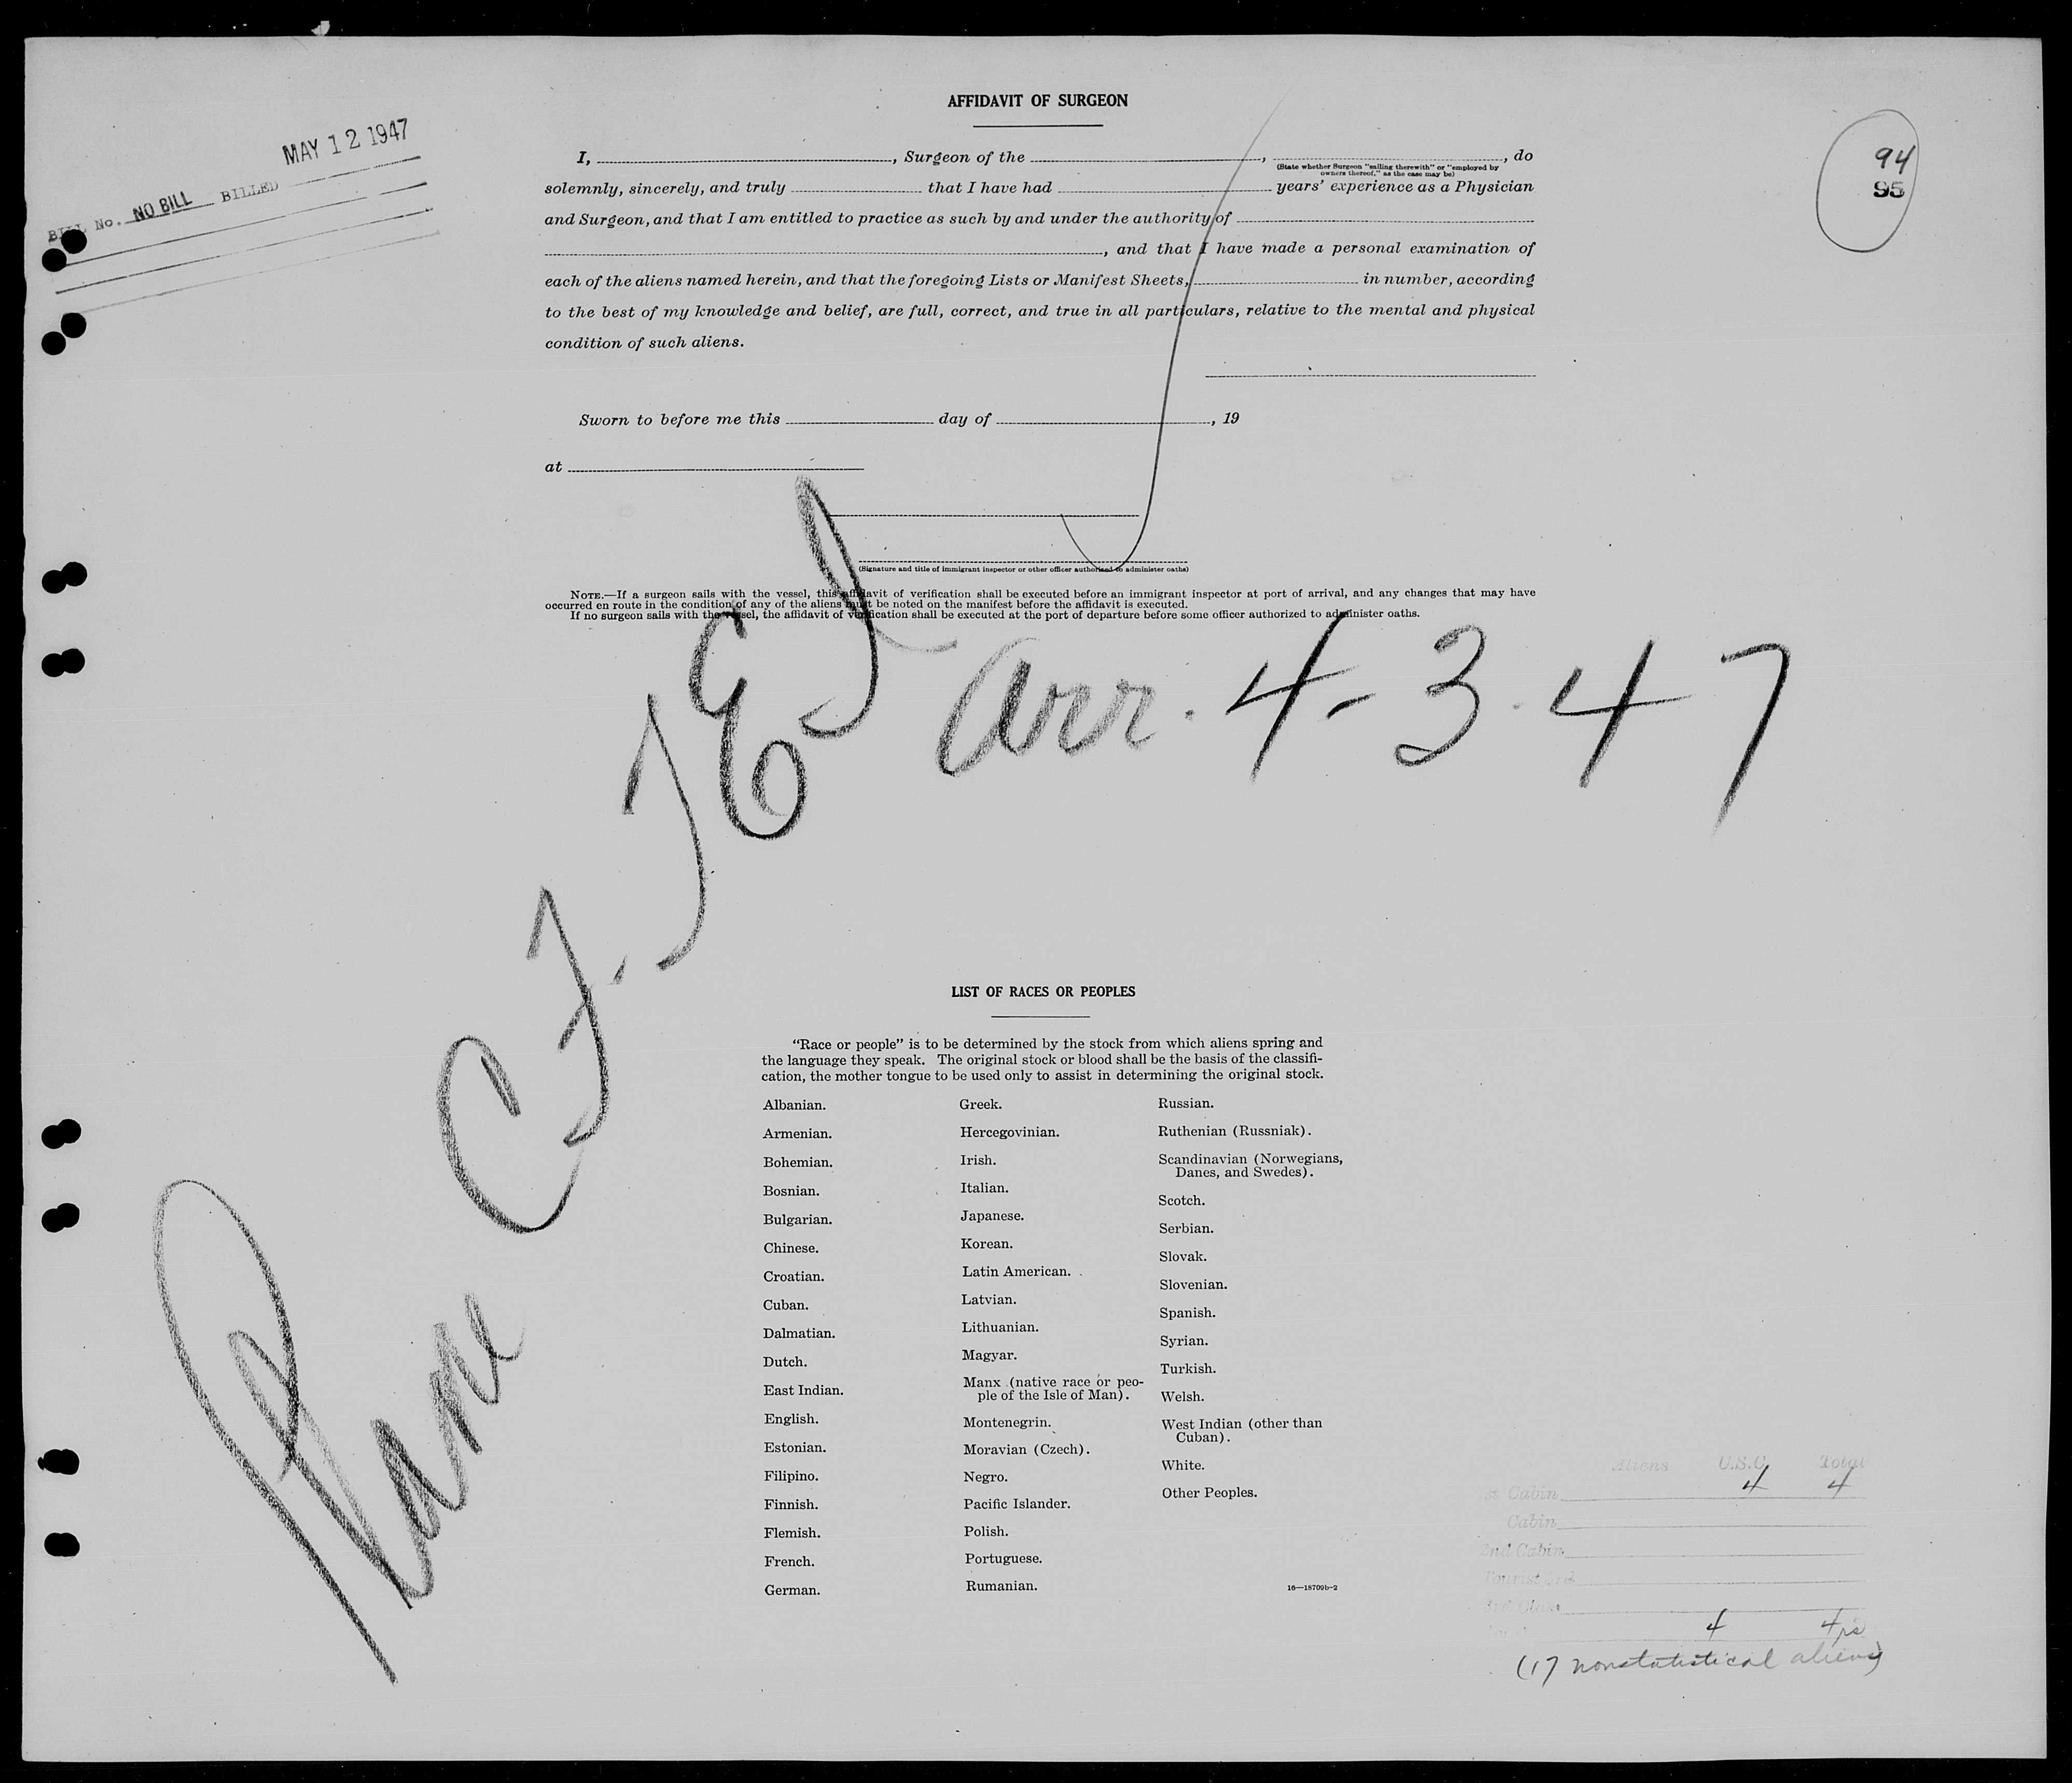 AFFIDAVIT OF SURGEON
MAY 12 1947
BILL No. NO BILL BILLED
94
95
I, , Surgeon of the , , do
(State whether Surgeon "sailing therewith" or "employed by
owners thereof," as the case may be)
solemnly, sincerely, and truly that I have had years' experience as a Physician
and Surgeon, and that I am entitled to practice as such by and under the authority of
, and that I have made a personal examination of
each of the aliens named herein, and that the foregoing Lists or Manifest Sheets, in number, according
to the best of my knowledge and belief, are full, correct, and true in all particulars, relative to the mental and physical
condition of such aliens.
Sworn to before me this day of , 19
at
(Signature and title of immigrant inspector or other officer authorized to administer oaths)
NOTE.—If a surgeon sails with the vessel, this affidavit of verification shall be executed before an immigrant inspector at port of arrival, and any changes that may have
occurred en route in the condition of any of the aliens must be noted on the manifest before the affidavit is executed.
If no surgeon sails with the vessel, the affidavit of verification shall be executed at the port of departure before some officer authorized to administer oaths.
arr. 4-3-47
Plane CF.
LIST OF RACES OR PEOPLES
"Race or people" is to be determined by the stock from which aliens spring and
the language they speak. The original stock or blood shall be the basis of the classifi-
cation, the mother tongue to be used only to assist in determining the original stock.
Albanian.
Armenian.
Bohemian.
Bosnian.
Bulgarian.
Chinese.
Croatian.
Cuban.
Dalmatian.
Dutch.
East Indian.
English.
Estonian.
Filipino.
Finnish.
Flemish.
French.
German.
Greek.
Hercegovinian.
Irish.
Italian.
Japanese.
Korean.
Latin American.
Latvian.
Lithuanian.
Magyar.
Manx (native race or peo-
ple of the Isle of Man).
Montenegrin.
Moravian (Czech).
Negro.
Pacific Islander.
Polish.
Portuguese.
Rumanian.
Russian.
Ruthenian (Russniak).
Scandinavian (Norwegians,
Danes, and Swedes).
Scotch.
Serbian.
Slovak.
Slovenian.
Spanish.
Syrian.
Turkish.
Welsh.
West Indian (other than
Cuban).
White.
Other Peoples.
16—18709b-2
Aliens U.S.C. Total
Cabin 4 4
Cabin
2nd Cabin
Tourist 3rd
4 4
(17 nonstatistical aliens)